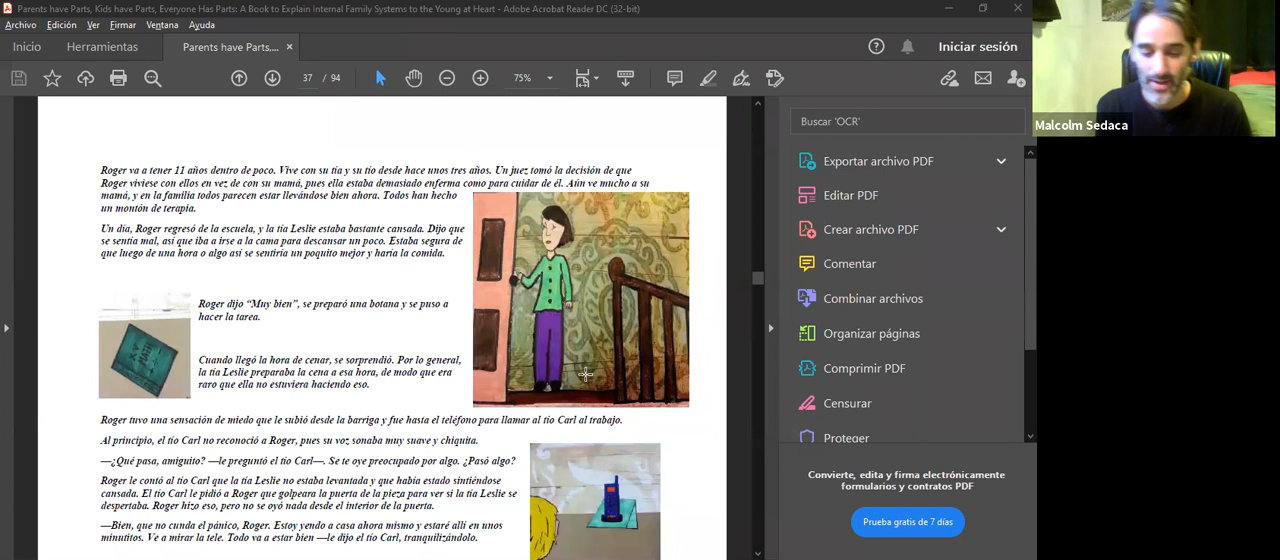 Parents have Parts, Kids have Parts, Everyone Has Parts: A Book to Explain Internal Family Systems to the Young at Heart - Adobe Acrobat Reader DC (32-bit)
Archivo Edición Ver Firmar Ventana Ayuda
Inicio Herramientas Parents have Parts,... × Iniciar sesión
37 / 94 75%
Roger va a tener 11 años dentro de poco. Vive con su tía y su tío desde hace unos tres años. Un juez tomó la decisión de que
Roger viviese con ellos en vez de con su mamá, pues ella estaba demasiado enferma como para cuidar de él. Aún ve mucho a su
mamá, y en la familia todos parecen estar llevándose bien ahora. Todos han hecho
un montón de terapia.
Un día, Roger regresó de la escuela, y la tía Leslie estaba bastante cansada. Dijo que
se sentía mal, así que iba a irse a la cama para descansar un poco. Estaba segura de
que luego de una hora o algo así se sentiría un poquito mejor y haría la comida.
Roger dijo “Muy bien”, se preparó una botana y se puso a
hacer la tarea.
MATH
Cuando llegó la hora de cenar, se sorprendió. Por lo general,
la tía Leslie preparaba la cena a esa hora, de modo que era
raro que ella no estuviera haciendo eso.
Roger tuvo una sensación de miedo que le subió desde la barriga y fue hasta el teléfono para llamar al tío Carl al trabajo.
Al principio, el tío Carl no reconoció a Roger, pues su voz sonaba muy suave y chiquita.
—¿Qué pasa, amiguito? —le preguntó el tío Carl—. Se te oye preocupado por algo. ¿Pasó algo?
Roger le contó al tío Carl que la tía Leslie no estaba levantada y que había estado sintiéndose
cansada. El tío Carl le pidió a Roger que golpeara la puerta de la pieza para ver si la tía Leslie se
despertaba. Roger hizo eso, pero no se oyó nada desde el interior de la puerta.
—Bien, que no cunda el pánico, Roger. Estoy yendo a casa ahora mismo y estaré allí en unos
minutitos. Ve a mirar la tele. Todo va a estar bien —le dijo el tío Carl, tranquilizándolo.
Buscar 'OCR'
Exportar archivo PDF
Editar PDF
Crear archivo PDF
Comentar
Combinar archivos
Organizar páginas
Comprimir PDF
Censurar
Proteger
Convierte, edita y firma electrónicamente
formularios y contratos PDF
Prueba gratis de 7 días
Malcolm Sedaca